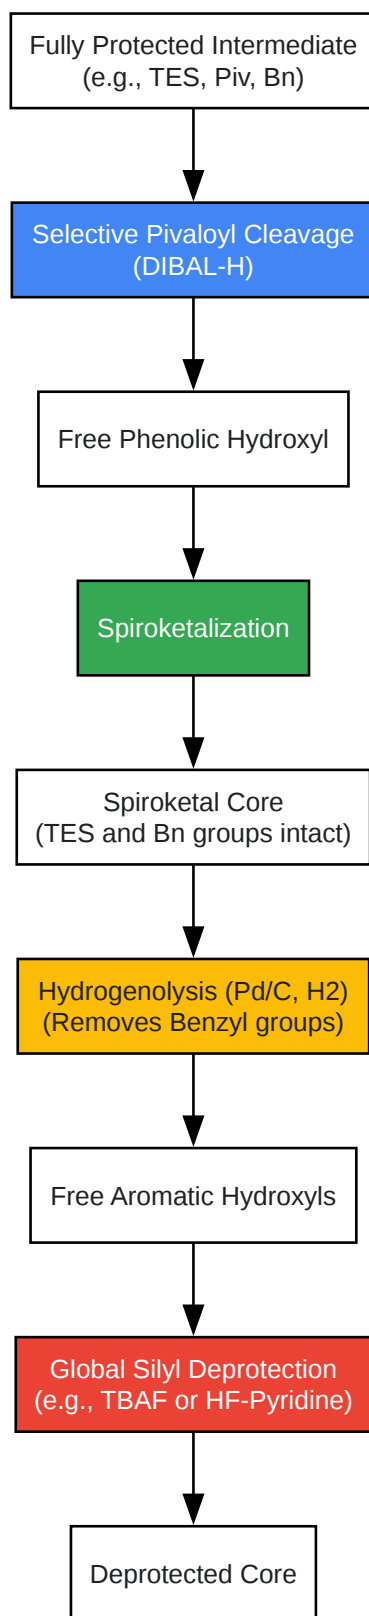 Fully Protected Intermediate
(e.g., TES, Piv, Bn)
Selective Pivaloyl Cleavage
(DIBAL-H)
Free Phenolic Hydroxyl
Spiroketalization
Spiroketal Core
(TES and Bn groups intact)
Hydrogenolysis (Pd/C, H2)
(Removes Benzyl groups)
Free Aromatic Hydroxyls
Global Silyl Deprotection
(e.g., TBAF or HF-Pyridine)
Deprotected Core